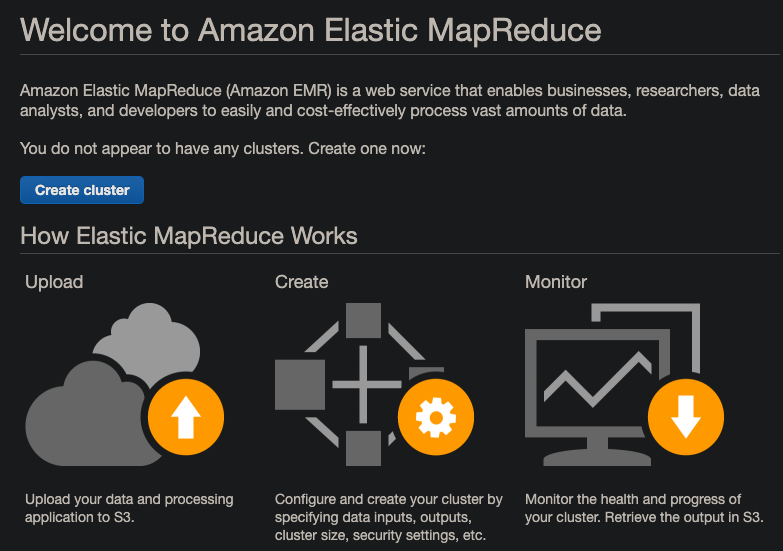 Welcome to Amazon Elastic MapReduce
Amazon Elastic MapReduce (Amazon EMR) is a web service that enables businesses, researchers, data
analysts, and developers to easily and cost-effectively process vast amounts of data.
You do not appear to have any clusters. Create one now:
Create cluster
How Elastic MapReduce Works
Upload
Create
Monitor
Upload your data and processing
application to S3.
Configure and create your cluster by
specifying data inputs, outputs,
cluster size, security settings, etc.
Monitor the health and progress of
your cluster. Retrieve the output in S3.